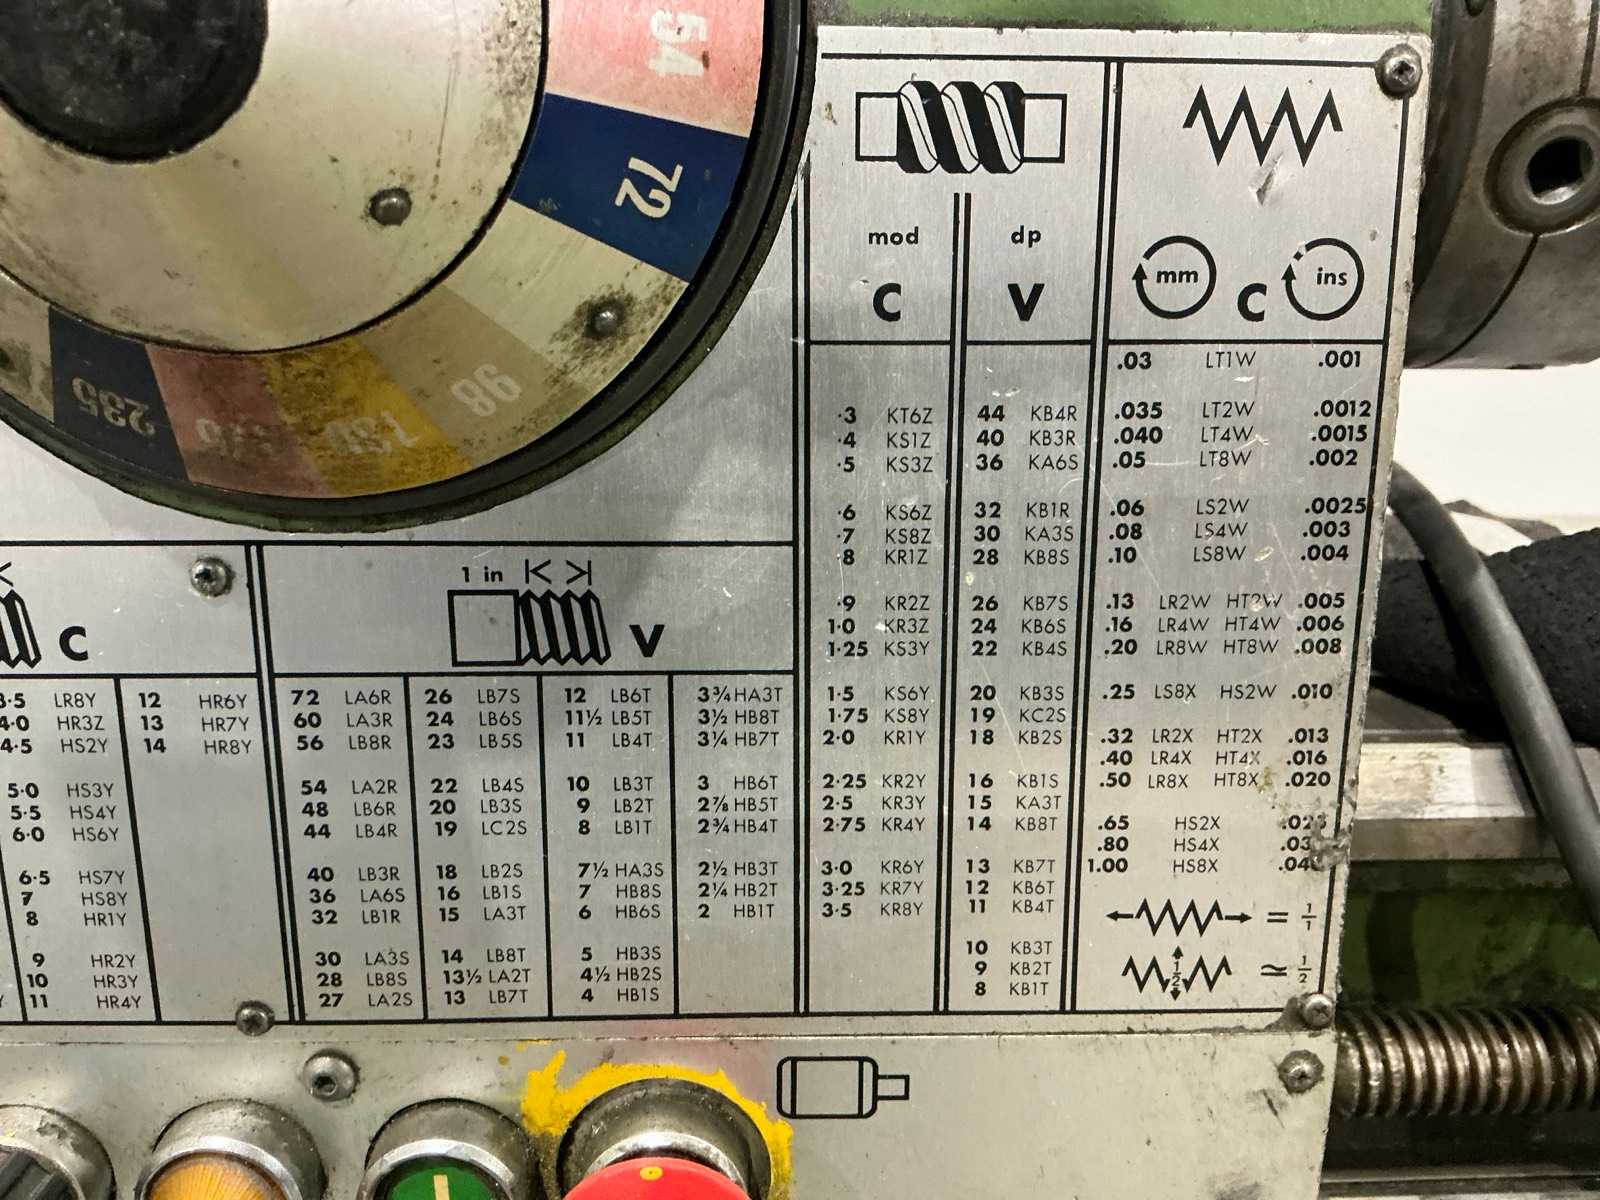 54
72
98
235
mod
dp
C
V
mm
C
ins
.03 LT1W .001
·3 KT6Z 44 KB4R .035 LT2W .0012
·4 KS1Z 40 KB3R .040 LT4W .0015
·5 KS3Z 36 KA6S .05 LT8W .002
·6 KS6Z 32 KB1R .06 LS2W .0025
·7 KS8Z 30 KA3S .08 LS4W .003
·8 KR1Z 28 KB8S .10 LS8W .004
·9 KR2Z 26 KB7S .13 LR2W HT2W .005
1·0 KR3Z 24 KB6S .16 LR4W HT4W .006
1·25 KS3Y 22 KB4S .20 LR8W HT8W .008
1·5 KS6Y 20 KB3S .25 LS8X HS2W .010
1·75 KS8Y 19 KC2S
2·0 KR1Y 18 KB2S .32 LR2X HT2X .013
.40 LR4X HT4X .016
2·25 KR2Y 16 KB1S .50 LR8X HT8X .020
2·5 KR3Y 15 KA3T
2·75 KR4Y 14 KB8T .65 HS2X
.80 HS4X
3·0 KR6Y 13 KB7T 1.00 HS8X
3·25 KR7Y 12 KB6T
3·5 KR8Y 11 KB4T = 1/1
10 KB3T
9 KB2T 1/2 ≃ 1/2
8 KB1T
C
1 in
V
3·5 LR8Y 12 HR6Y 72 LA6R 26 LB7S 12 LB6T 3¾ HA3T
4·0 HR3Z 13 HR7Y 60 LA3R 24 LB6S 11½ LB5T 3½ HB8T
4·5 HS2Y 14 HR8Y 56 LB8R 23 LB5S 11 LB4T 3¼ HB7T
5·0 HS3Y 54 LA2R 22 LB4S 10 LB3T 3 HB6T
5·5 HS4Y 48 LB6R 20 LB3S 9 LB2T 2⅞ HB5T
6·0 HS6Y 44 LB4R 19 LC2S 8 LB1T 2¾ HB4T
6·5 HS7Y 40 LB3R 18 LB2S 7½ HA3S 2½ HB3T
7 HS8Y 36 LA6S 16 LB1S 7 HB8S 2¼ HB2T
8 HR1Y 32 LB1R 15 LA3T 6 HB6S 2 HB1T
9 HR2Y 30 LA3S 14 LB8T 5 HB3S
10 HR3Y 28 LB8S 13½ LA2T 4½ HB2S
11 HR4Y 27 LA2S 13 LB7T 4 HB1S